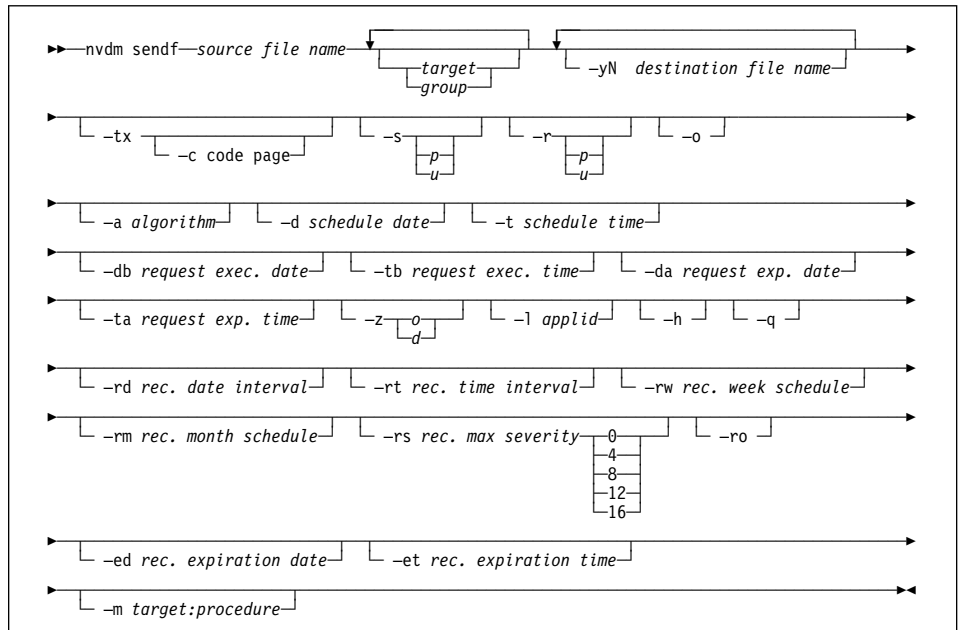 nvdm sendf source file name
target –yN destination file name
group
–tx –s –r –o
–c code page p p
u u
–a algorithm –d schedule date –t schedule time
–db request exec. date –tb request exec. time –da request exp. date
–ta request exp. time –z o –l applid –h –q
d
–rd rec. date interval –rt rec. time interval –rw rec. week schedule
–rm rec. month schedule –rs rec. max severity 0 –ro
4
8
12
16
–ed rec. expiration date –et rec. expiration time
–m target:procedure